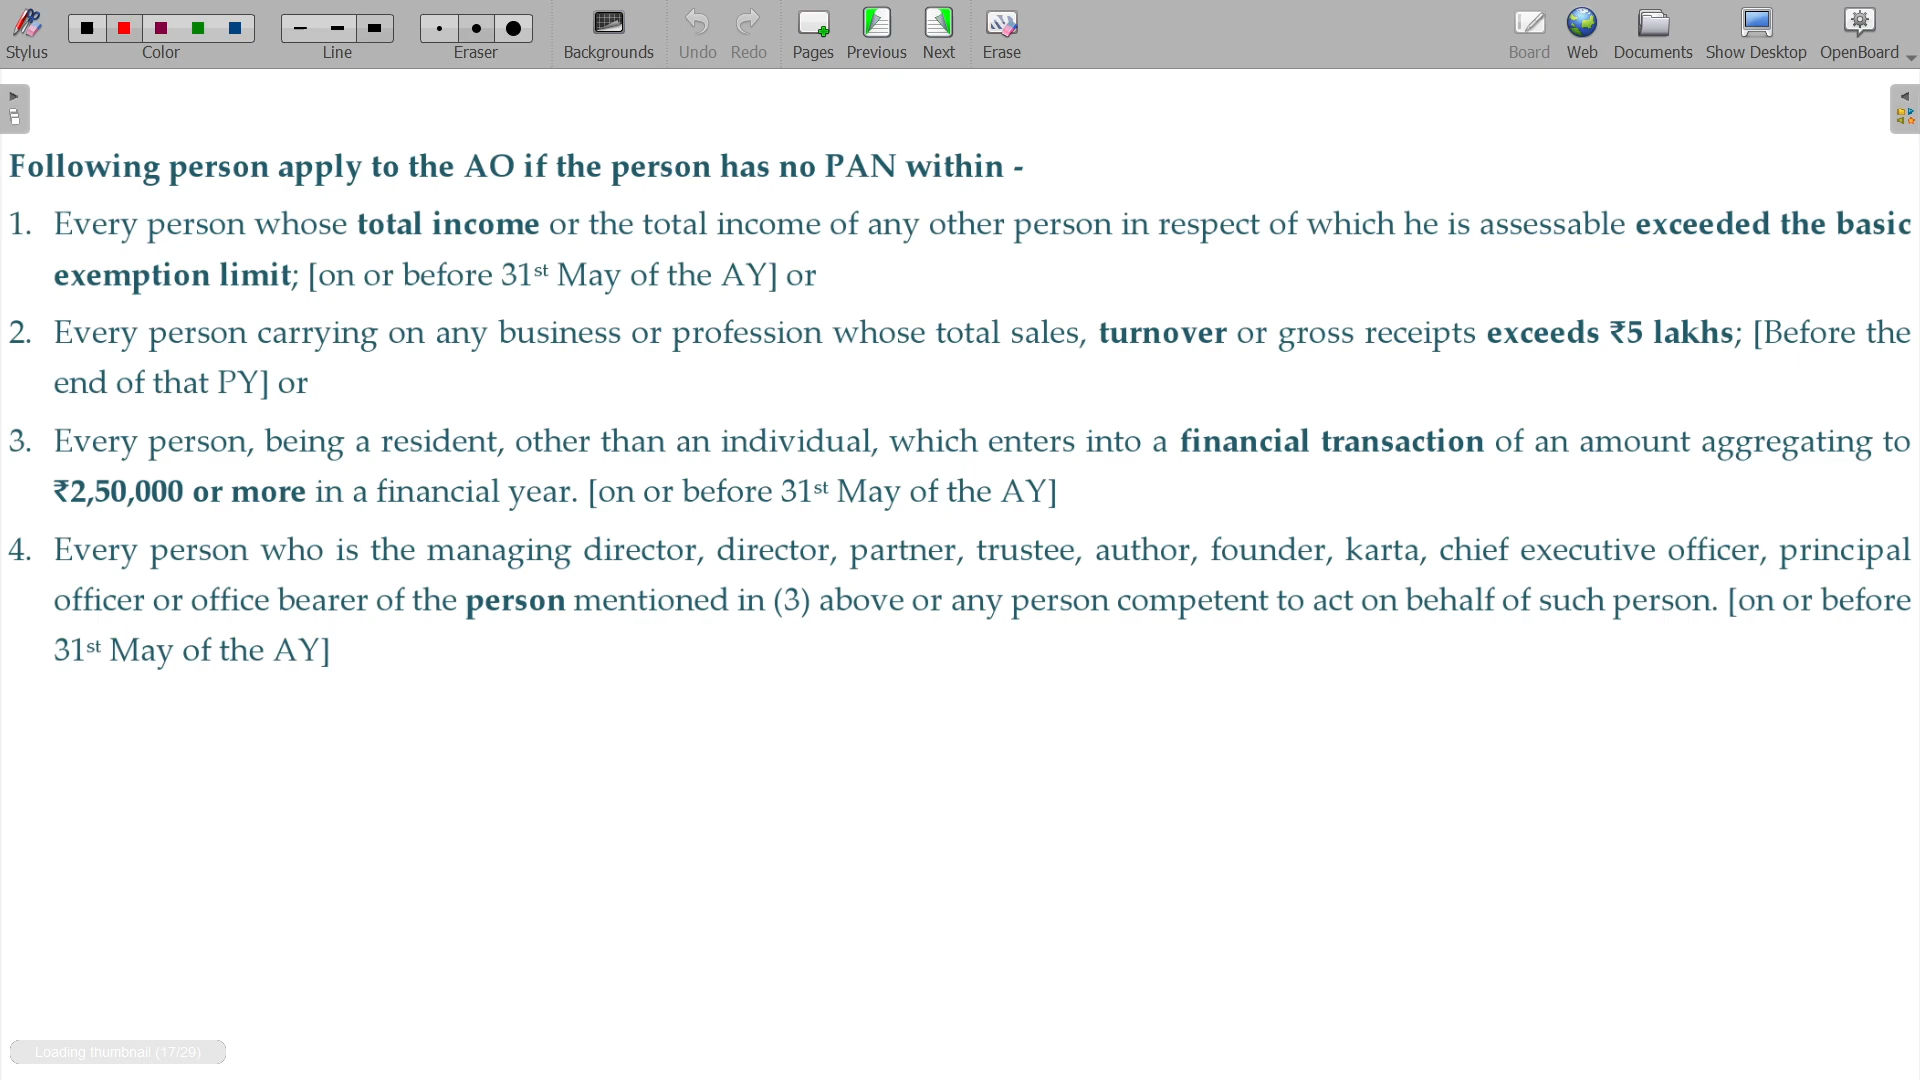 Stylus Color Line Eraser Backgrounds Undo Redo Pages Previous Next Erase Board Web Documents Show Desktop OpenBoard
Following person apply to the AO if the person has no PAN within -
1. Every person whose total income or the total income of any other person in respect of which he is assessable exceeded the basic
exemption limit; [on or before 31st May of the AY] or
2. Every person carrying on any business or profession whose total sales, turnover or gross receipts exceeds ₹5 lakhs; [Before the
end of that PY] or
3. Every person, being a resident, other than an individual, which enters into a financial transaction of an amount aggregating to
₹2,50,000 or more in a financial year. [on or before 31st May of the AY]
4. Every person who is the managing director, director, partner, trustee, author, founder, karta, chief executive officer, principal
officer or office bearer of the person mentioned in (3) above or any person competent to act on behalf of such person. [on or before
31st May of the AY]
Loading thumbnail (17/29)